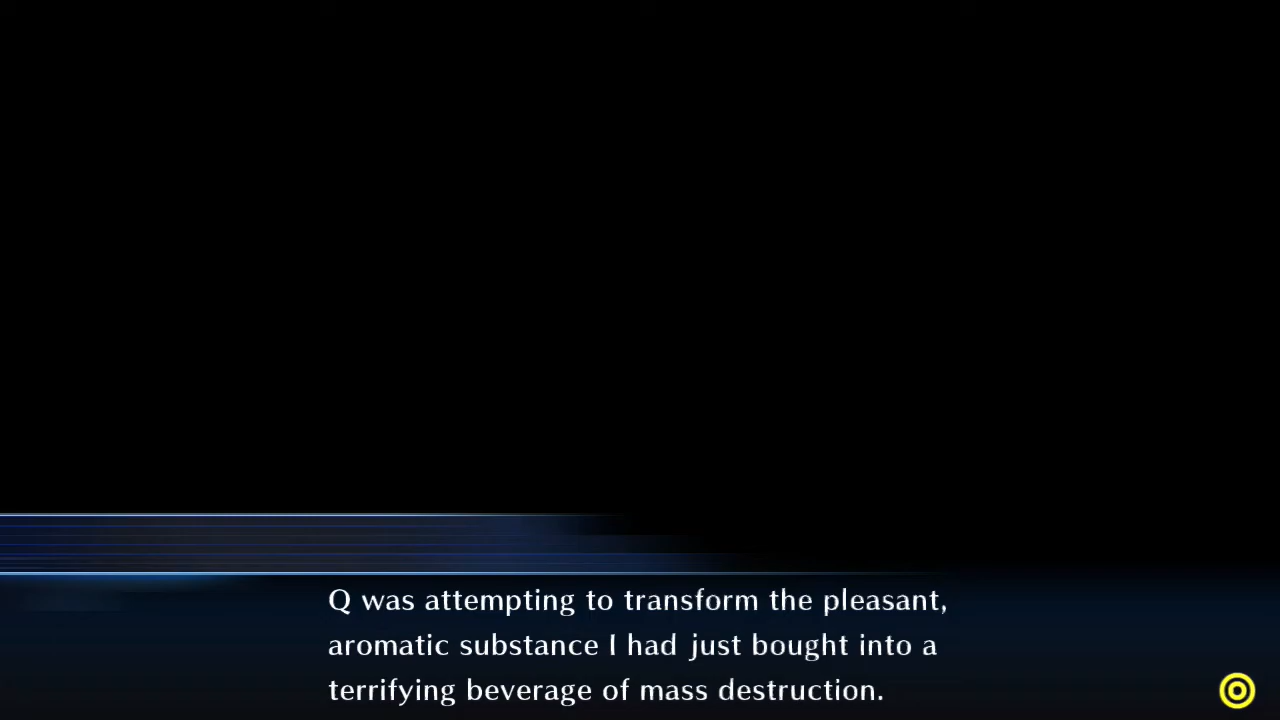 Q was attempting to transform the pleasant,
aromatic substance I had just bought into a
terrifying beverage of mass destruction.